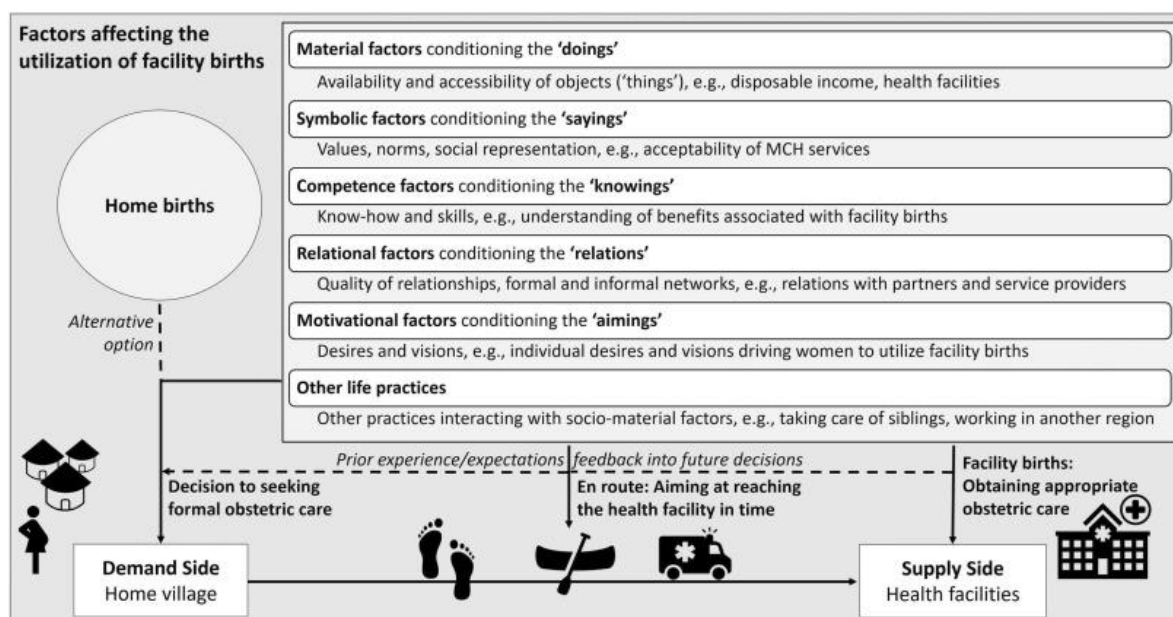 Factors affecting the
utilization of facility births
Home births
Alternative
option
Material factors conditioning the ‘doings’
Availability and accessibility of objects (‘things’), e.g., disposable income, health facilities
Symbolic factors conditioning the ‘sayings’
Values, norms, social representation, e.g., acceptability of MCH services
Competence factors conditioning the ‘knowings’
Know-how and skills, e.g., understanding of benefits associated with facility births
Relational factors conditioning the ‘relations’
Quality of relationships, formal and informal networks, e.g., relations with partners and service providers
Motivational factors conditioning the ‘aimings’
Desires and visions, e.g., individual desires and visions driving women to utilize facility births
Other life practices
Other practices interacting with socio-material factors, e.g., taking care of siblings, working in another region
Prior experience/expectations feedback into future decisions
Decision to seeking
formal obstetric care
En route: Aiming at reaching
the health facility in time
Facility births:
Obtaining appropriate
obstetric care
Demand Side
Home village
Supply Side
Health facilities